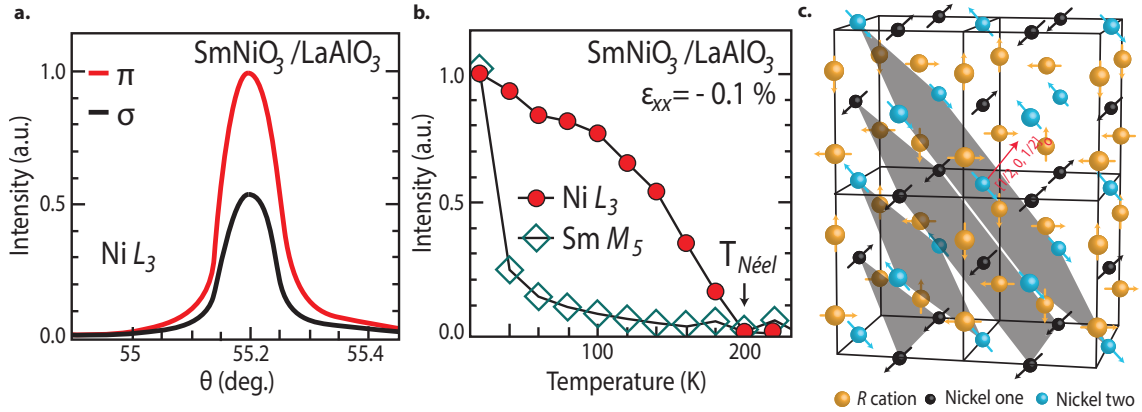 a.
SmNiO3 /LaAlO3
π
σ
Ni L3
Intensity (a.u.)
1.0
0.5
0.0
55
55.2
55.4
θ (deg.)
b.
SmNiO3 /LaAlO3
εxx= - 0.1 %
Ni L3
Sm M5
TNéel
Intensity (a.u.)
1.0
0.5
0.0
100
200
Temperature (K)
c.
(1/2, 0, 1/2)o
R cation
Nickel one
Nickel two